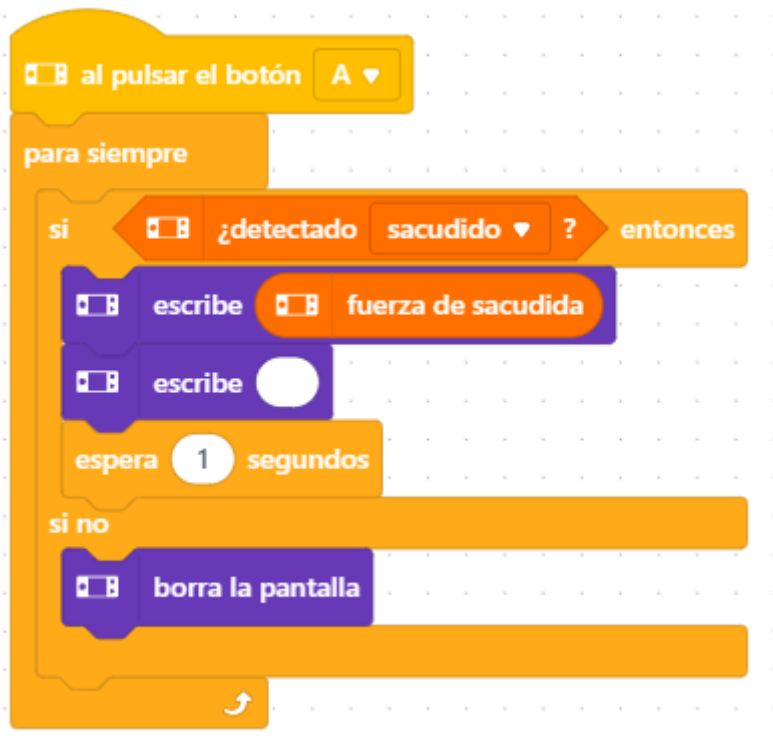 al pulsar el botón A
para siempre
si ¿detectado sacudido ? entonces
escribe fuerza de sacudida
escribe
espera 1 segundos
si no
borra la pantalla